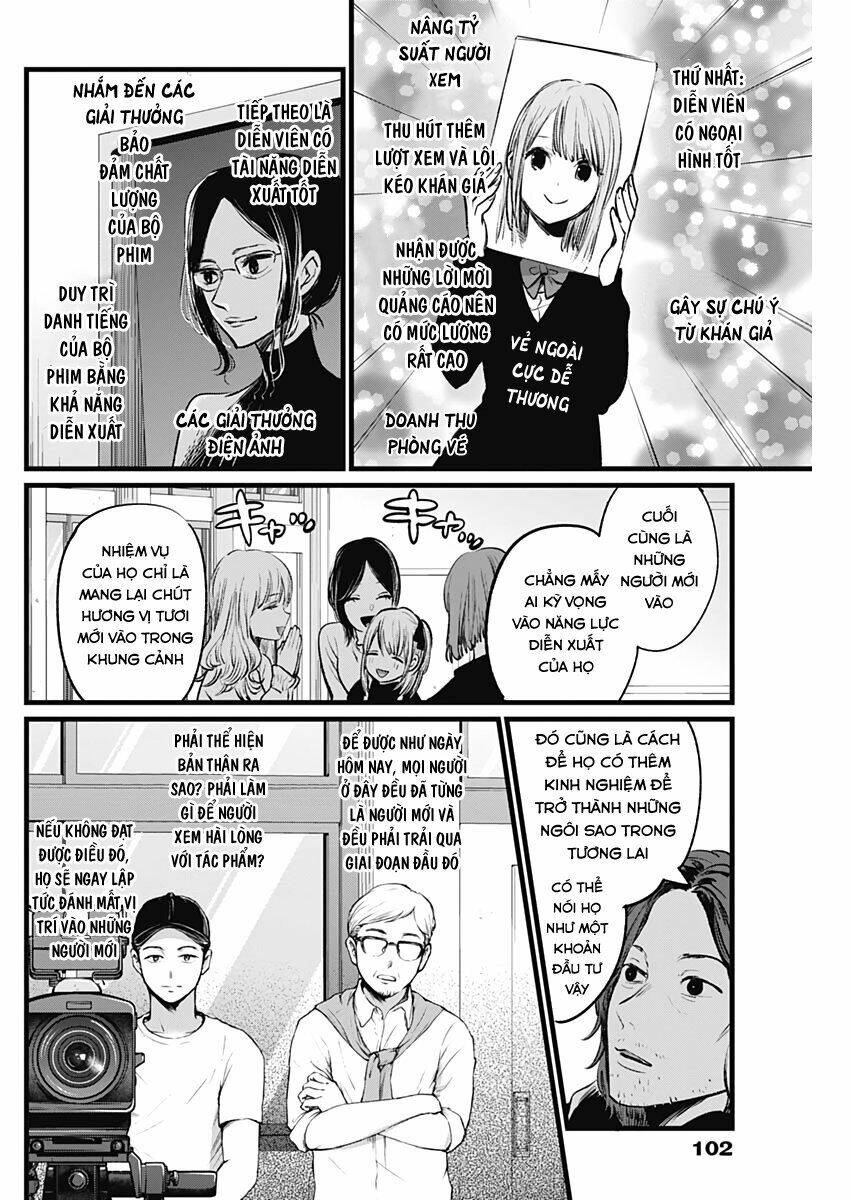 THỨ NHẤT:
DIỄN VIÊN
CÓ NGOẠI
HÌNH TỐT
GÂY SỰ CHÚ Ý
TỪ KHÁN GIẢ
NÂNG TỶ
SUẤT NGƯỜI
XEM
THU HÚT THÊM
LƯỢT XEM VÀ LÔI
KÉO KHÁN GIẢ
NHẬN ĐƯỢC
NHỮNG LỜI MỜI
QUẢNG CÁO NÊN
CÓ MỨC LƯƠNG
RẤT CAO
VẺ NGOÀI
CỰC DỄ
THƯƠNG
DOANH THU
PHÒNG VÉ
TIẾP THEO LÀ
DIỄN VIÊN CÓ
TÀI NĂNG DIỄN
XUẤT TỐT
NHẮM ĐẾN CÁC
GIẢI THƯỞNG
BẢO
ĐẢM CHẤT
LƯỢNG
CỦA BỘ
PHIM
DUY TRÌ
DANH TIẾNG
CỦA BỘ
PHIM BẰNG
KHẢ NĂNG
DIỄN XUẤT
CÁC GIẢI THƯỞNG
ĐIỆN ẢNH
CUỐI
CÙNG LÀ
NHỮNG
NGƯỜI MỚI
VÀO
CHẲNG MẤY
AI KỲ VỌNG
VÀO NĂNG LỰC
DIỄN XUẤT
CỦA HỌ
キャ
キャ
NHIỆM VỤ
CỦA HỌ CHỈ LÀ
MANG LẠI CHÚT
HƯƠNG VỊ TƯƠI
MỚI VÀO TRONG
KHUNG CẢNH
ĐÓ CŨNG LÀ CÁCH
ĐỂ HỌ CÓ THÊM
KINH NGHIỆM ĐỂ
TRỞ THÀNH NHỮNG
NGÔI SAO TRONG
TƯƠNG LAI
CÓ THỂ
NÓI HỌ
NHƯ MỘT
KHOẢN
ĐẦU TƯ
VẬY
ĐỂ ĐƯỢC NHƯ NGÀY
HÔM NAY, MỌI NGƯỜI
Ở ĐÂY ĐỀU ĐÃ TỪNG
LÀ NGƯỜI MỚI VÀ
ĐỀU PHẢI TRẢI QUA
GIAI ĐOẠN ĐẦU ĐÓ
PHẢI THỂ HIỆN
BẢN THÂN RA
SAO? PHẢI LÀM
GÌ ĐỂ NGƯỜI
XEM HÀI LÒNG
VỚI TÁC PHẨM?
NẾU KHÔNG ĐẠT
ĐƯỢC ĐIỀU ĐÓ,
HỌ SẼ NGAY LẬP
TỨC ĐÁNH MẤT VỊ
TRÍ VÀO NHỮNG
NGƯỜI MỚI
102